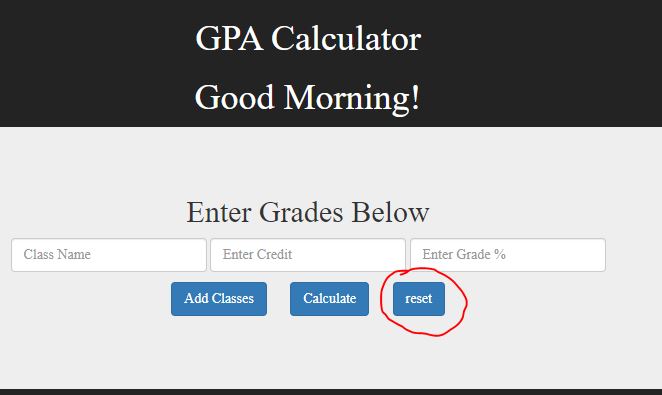 GPA Calculator
Good Morning!
Enter Grades Below
Class Name Enter Credit Enter Grade %
Add Classes Calculate reset